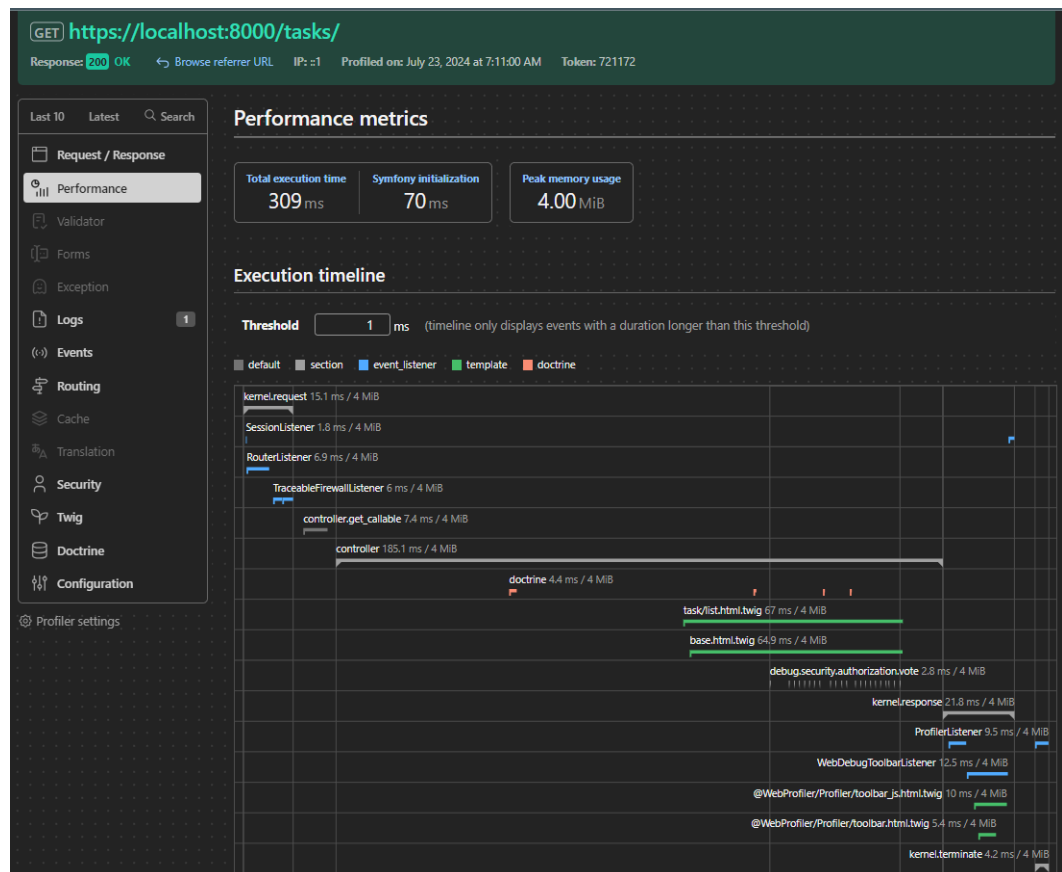 GET https://localhost:8000/tasks/
Response: 200 OK Browse referrer URL IP: ::1 Profiled on: July 23, 2024 at 7:11:00 AM Token: 721172
Last 10 Latest Search
Request / Response
Performance
Validator
Forms
Exception
Logs 1
Events
Routing
Cache
Translation
Security
Twig
Doctrine
Configuration
Profiler settings
Performance metrics
Total execution time Symfony initialization Peak memory usage
309 ms 70 ms 4.00 MiB
Execution timeline
Threshold 1 ms (timeline only displays events with a duration longer than this threshold)
default section event_listener template doctrine
kernel.request 15.1 ms / 4 MiB
SessionListener 1.8 ms / 4 MiB
RouterListener 6.9 ms / 4 MiB
TraceableFirewallListener 6 ms / 4 MiB
controller.get_callable 7.4 ms / 4 MiB
controller 185.1 ms / 4 MiB
doctrine 4.4 ms / 4 MiB
task/list.html.twig 67 ms / 4 MiB
base.html.twig 64.9 ms / 4 MiB
debug.security.authorization.vote 2.8 ms / 4 MiB
kernel.response 21.8 ms / 4 MiB
ProfilerListener 9.5 ms / 4 MiB
WebDebugToolbarListener 12.5 ms / 4 MiB
@WebProfiler/Profiler/toolbar_js.html.twig 10 ms / 4 MiB
@WebProfiler/Profiler/toolbar.html.twig 5.4 ms / 4 MiB
kernel.terminate 4.2 ms / 4 MiB